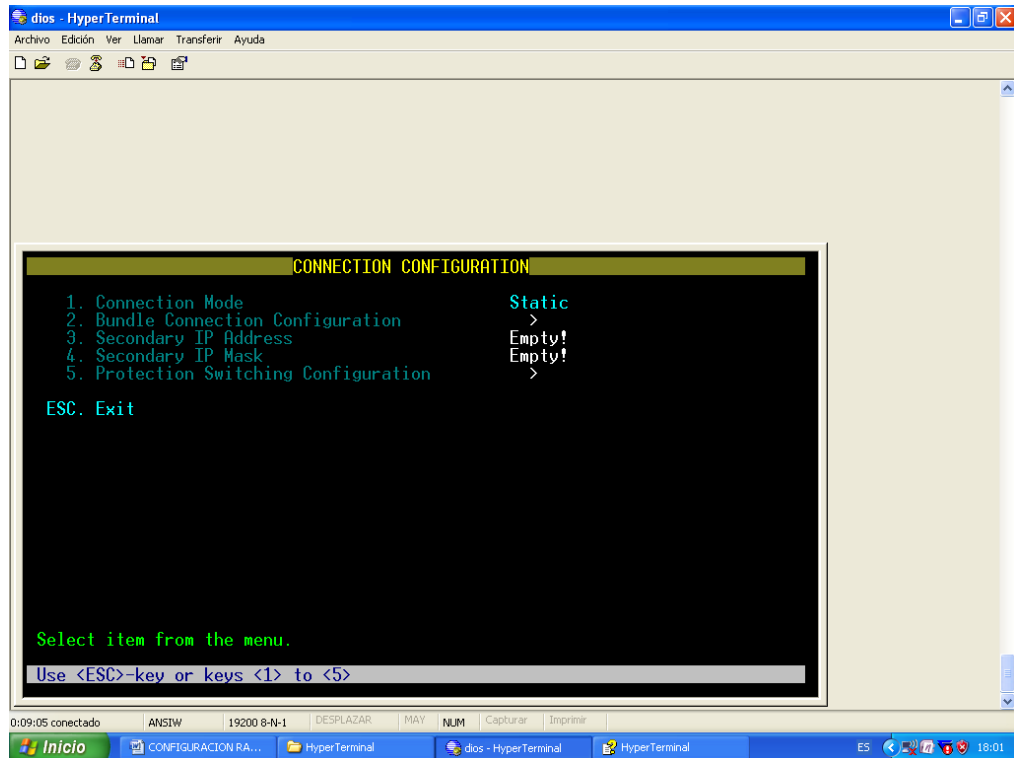 dios - HyperTerminal
Archivo Edición Ver Llamar Transferir Ayuda
CONNECTION CONFIGURATION
1. Connection Mode Static
2. Bundle Connection Configuration >
3. Secondary IP Address Empty!
4. Secondary IP Mask Empty!
5. Protection Switching Configuration >
ESC. Exit
Select item from the menu.
Use <ESC>-key or keys <1> to <5>
0:09:05 conectado ANSIW 19200 8-N-1 DESPLAZAR MAY NUM Capturar Imprimir
Inicio CONFIGURACION RA... HyperTerminal dios - HyperTerminal HyperTerminal ES 18:01